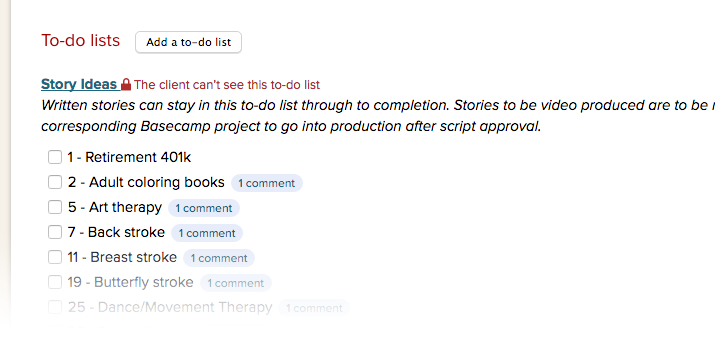 To-do lists Add a to-do list
Story Ideas The client can't see this to-do list
Written stories can stay in this to-do list through to completion. Stories to be video produced are to be
corresponding Basecamp project to go into production after script approval.
1 - Retirement 401k
2 - Adult coloring books 1 comment
5 - Art therapy 1 comment
7 - Back stroke 1 comment
11 - Breast stroke 1 comment
19 - Butterfly stroke 1 comment
25 - Dance/Movement Therapy 1 comment